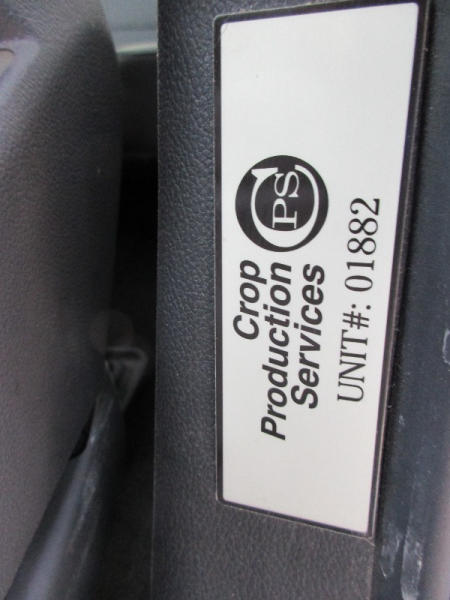 CPS
Crop
Production
Services
UNIT#: 01882